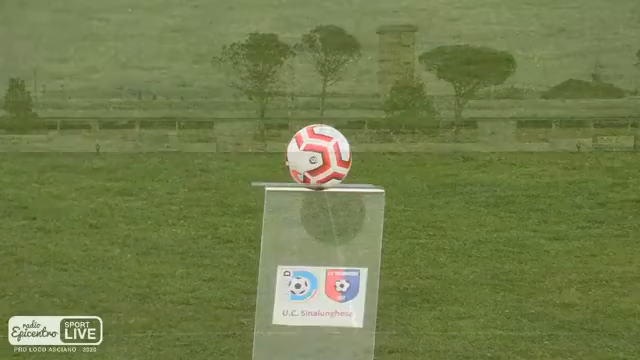 D
U.C. Sinalunghese
radio
Epicentro
SPORT
LIVE
PRO LOCO ASCIANO - 2020